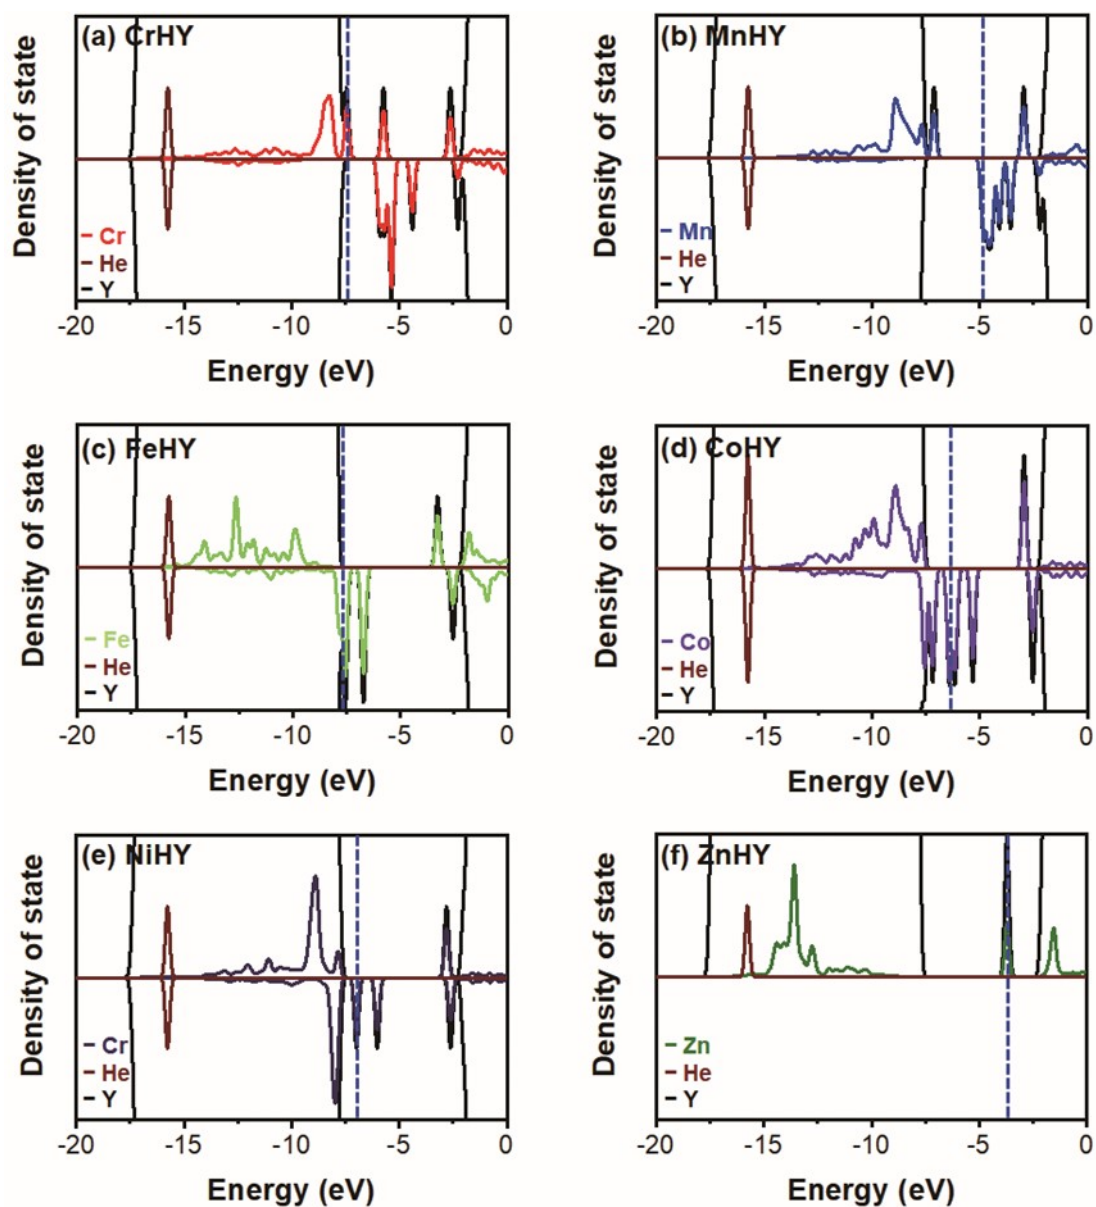 (a) CrHY
Density of state
Cr
He
Y
-20 -15 -10 -5 0
Energy (eV)
(b) MnHY
Density of state
Mn
He
Y
-20 -15 -10 -5 0
Energy (eV)
(c) FeHY
Density of state
Fe
He
Y
-20 -15 -10 -5 0
Energy (eV)
(d) CoHY
Density of state
Co
He
Y
-20 -15 -10 -5 0
Energy (eV)
(e) NiHY
Density of state
Cr
He
Y
-20 -15 -10 -5 0
Energy (eV)
(f) ZnHY
Density of state
Zn
He
Y
-20 -15 -10 -5 0
Energy (eV)